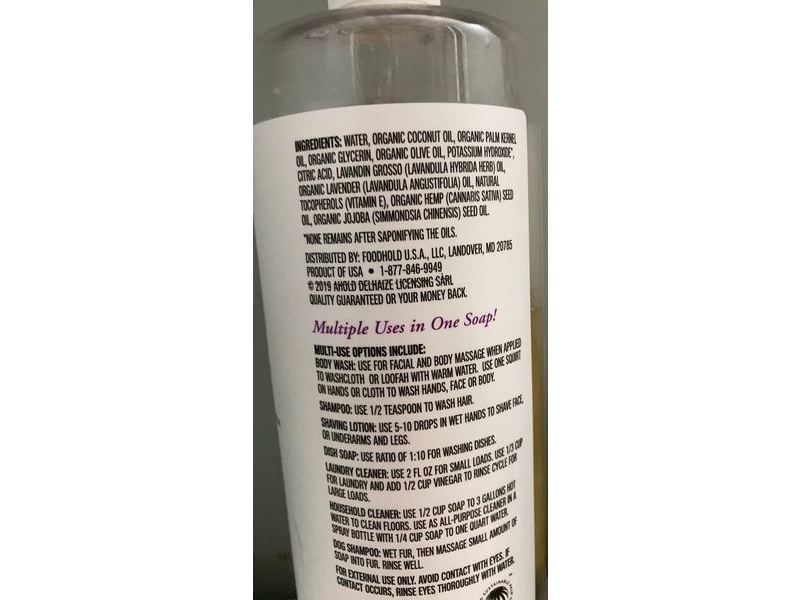 INGREDIENTS: WATER, ORGANIC COCONUT OIL, ORGANIC PALM KERNEL
OIL, ORGANIC GLYCERIN, ORGANIC OLIVE OIL, POTASSIUM HYDROXIDE*,
CITRIC ACID, LAVANDIN GROSSO (LAVANDULA HYBRIDA HERB) OIL,
ORGANIC LAVENDER (LAVANDULA ANGUSTIFOLIA) OIL, NATURAL
TOCOPHEROLS (VITAMIN E), ORGANIC HEMP (CANNABIS SATIVA) SEED
OIL, ORGANIC JOJOBA (SIMMONDSIA CHINENSIS) SEED OIL.
*NONE REMAINS AFTER SAPONIFYING THE OILS.
DISTRIBUTED BY: FOODHOLD U.S.A., LLC, LANDOVER, MD 20785
PRODUCT OF USA • 1-877-846-9949
© 2019 AHOLD DELHAIZE LICENSING SÀRL
QUALITY GUARANTEED OR YOUR MONEY BACK.
Multiple Uses in One Soap!
MULTI-USE OPTIONS INCLUDE:
BODY WASH: USE FOR FACIAL AND BODY MASSAGE WHEN APPLIED
TO WASHCLOTH OR LOOFAH WITH WARM WATER. USE ONE SQUIRT
ON HANDS OR CLOTH TO WASH HANDS, FACE OR BODY.
SHAMPOO: USE 1/2 TEASPOON TO WASH HAIR.
SHAVING LOTION: USE 5-10 DROPS IN WET HANDS TO SHAVE FACE,
OR UNDERARMS AND LEGS.
DISH SOAP: USE RATIO OF 1:10 FOR WASHING DISHES.
LAUNDRY CLEANER: USE 2 FL OZ FOR SMALL LOADS. USE 1/3 CUP
FOR LAUNDRY AND ADD 1/2 CUP VINEGAR TO RINSE CYCLE FOR
LARGE LOADS.
HOUSEHOLD CLEANER: USE 1/2 CUP SOAP TO 3 GALLONS HOT
WATER TO CLEAN FLOORS. USE AS ALL-PURPOSE CLEANER IN A
SPRAY BOTTLE WITH 1/4 CUP SOAP TO ONE QUART WATER.
DOG SHAMPOO: WET FUR, THEN MASSAGE SMALL AMOUNT OF
SOAP INTO FUR. RINSE WELL.
FOR EXTERNAL USE ONLY. AVOID CONTACT WITH EYES. IF
CONTACT OCCURS, RINSE EYES THOROUGHLY WITH WATER.